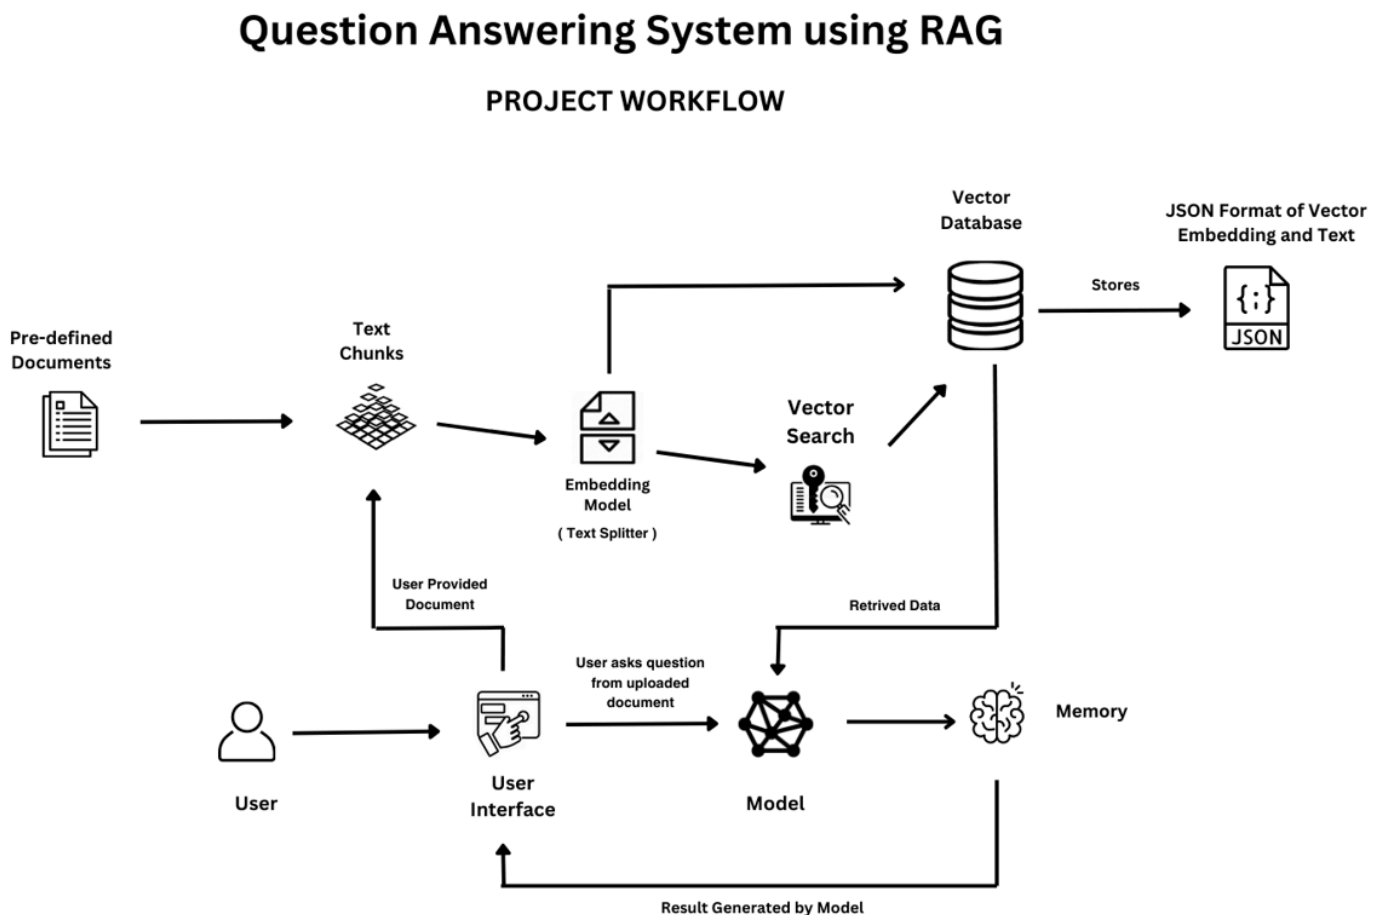 Question Answering System using RAG
PROJECT WORKFLOW
Vector
Database
JSON Format of Vector
Embedding and Text
Stores
{;}
JSON
Pre-defined
Documents
Text
Chunks
Vector
Search
Embedding
Model
( Text Splitter )
User Provided
Document
Retrived Data
User asks question
from uploaded
document
Memory
User
User
Interface
Model
Result Generated by Model